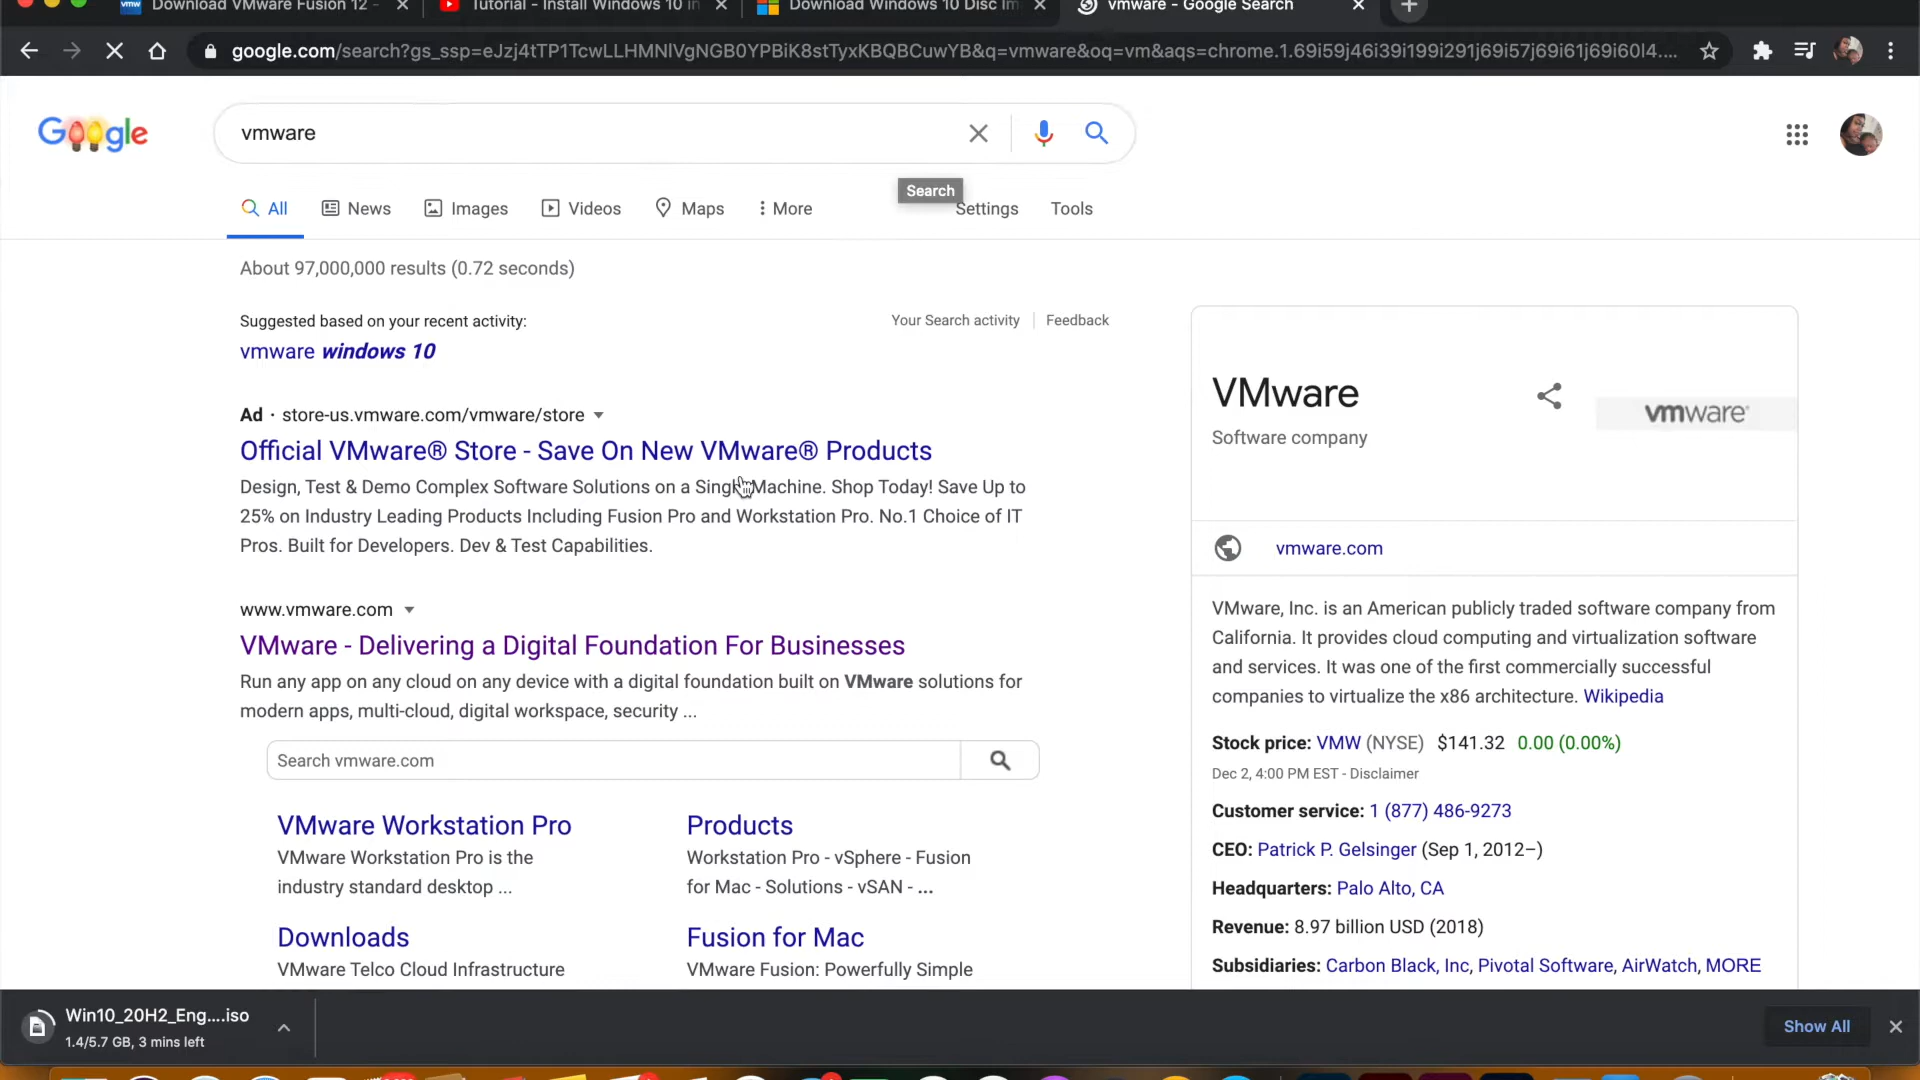 vmw Download VMware Fusion 12 -
Tutorial - Install Windows 10 in
Download Windows 10 Disc Im
vmware - Google Search
google.com/search?gs_ssp=eJzj4tTP1TcwLLHMNlVgNGB0YPBiK8stTyxKBQBCuwYB&q=vmware&oq=vm&aqs=chrome.1.69i59j46i39i199i291j69i57j69i61j69i60l4....
Google
vmware
Search
All
News
Images
Videos
Maps
More
Settings
Tools
About 97,000,000 results (0.72 seconds)
Suggested based on your recent activity:
Your Search activity
Feedback
vmware windows 10
Ad · store-us.vmware.com/vmware/store
Official VMware® Store - Save On New VMware® Products
Design, Test & Demo Complex Software Solutions on a Single Machine. Shop Today! Save Up to
25% on Industry Leading Products Including Fusion Pro and Workstation Pro. No.1 Choice of IT
Pros. Built for Developers. Dev & Test Capabilities.
www.vmware.com
VMware - Delivering a Digital Foundation For Businesses
Run any app on any cloud on any device with a digital foundation built on VMware solutions for
modern apps, multi-cloud, digital workspace, security ...
Search vmware.com
VMware Workstation Pro
VMware Workstation Pro is the
industry standard desktop ...
Products
Workstation Pro - vSphere - Fusion
for Mac - Solutions - vSAN - ...
Downloads
VMware Telco Cloud Infrastructure
Fusion for Mac
VMware Fusion: Powerfully Simple
VMware
Software company
vmware®
vmware.com
VMware, Inc. is an American publicly traded software company from
California. It provides cloud computing and virtualization software
and services. It was one of the first commercially successful
companies to virtualize the x86 architecture. Wikipedia
Stock price: VMW (NYSE) $141.32 0.00 (0.00%)
Dec 2, 4:00 PM EST - Disclaimer
Customer service: 1 (877) 486-9273
CEO: Patrick P. Gelsinger (Sep 1, 2012–)
Headquarters: Palo Alto, CA
Revenue: 8.97 billion USD (2018)
Subsidiaries: Carbon Black, Inc, Pivotal Software, AirWatch, MORE
Win10_20H2_Eng....iso
1.4/5.7 GB, 3 mins left
Show All